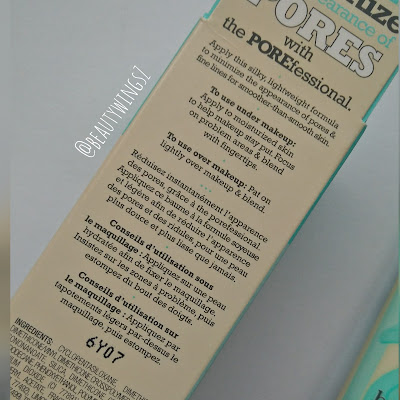 PORES
with
the POREfessional.
Apply this silky, lightweight formula
to minimize the appearance of pores &
fine lines for smoother-than-smooth skin.
To use under makeup:
Apply to moisturized skin
to help makeup stay put. Focus
on problem areas & blend
with fingertips.
To use over makeup: Pat on
lightly over makeup & blend.
Réduisez instantanément l'apparence
des pores, grâce à the porefessional.
Appliquez ce baume à la formule soyeuse
et légère afin de réduire l'apparence
des pores et des ridules, pour une peau
plus douce et plus lisse que jamais.
Conseils d'utilisation sous
le maquillage : Appliquez sur une peau
hydratée afin de fixer le maquillage.
Insistez sur les zones à problème, puis
estompez du bout des doigts.
Conseils d'utilisation sur
le maquillage : Appliquez par
tapotements légers par-dessus le
maquillage, puis estompez.
6Y07
INGREDIENTS: CYCLOPENTASILOXANE,
@BEAUTYWINGSZ